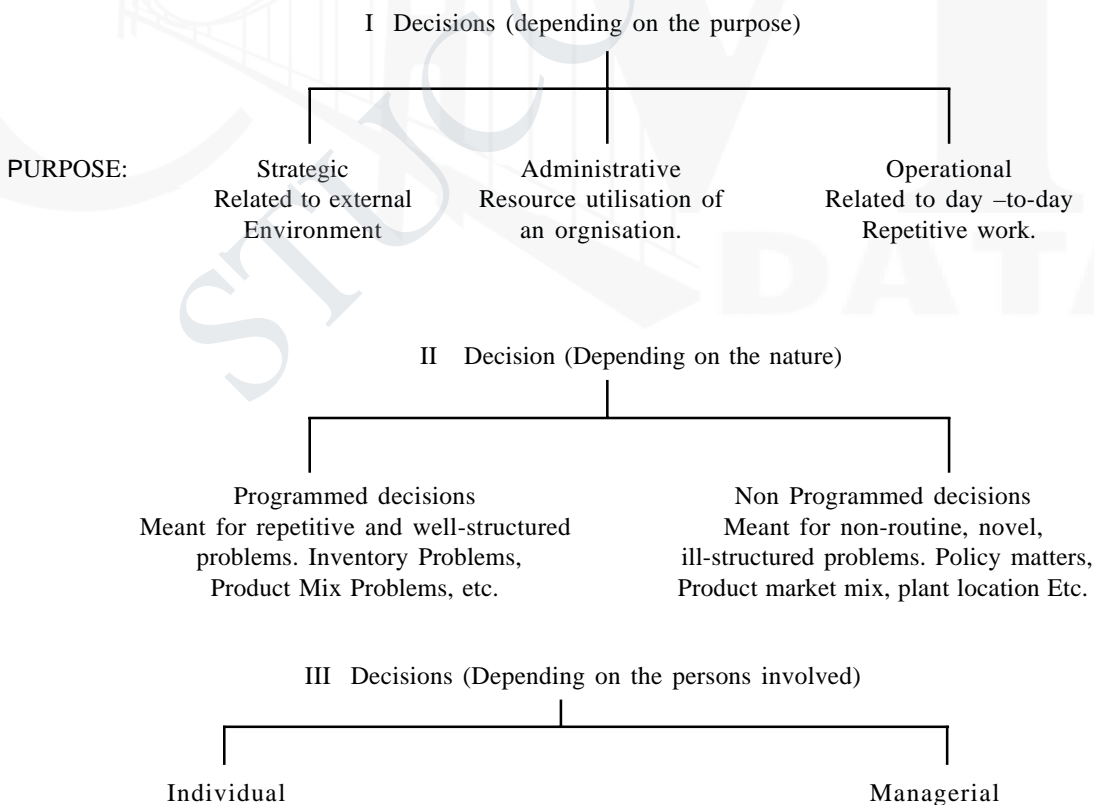 I Decisions (depending on the purpose)
PURPOSE: Strategic Administrative Operational
Related to external Resource utilisation of Related to day –to-day
Environment an orgnisation. Repetitive work.
II Decision (Depending on the nature)
Programmed decisions Non Programmed decisions
Meant for repetitive and well-structured Meant for non-routine, novel,
problems. Inventory Problems, ill-structured problems. Policy matters,
Product Mix Problems, etc. Product market mix, plant location Etc.
III Decisions (Depending on the persons involved)
Individual Managerial
STUCO
DATA